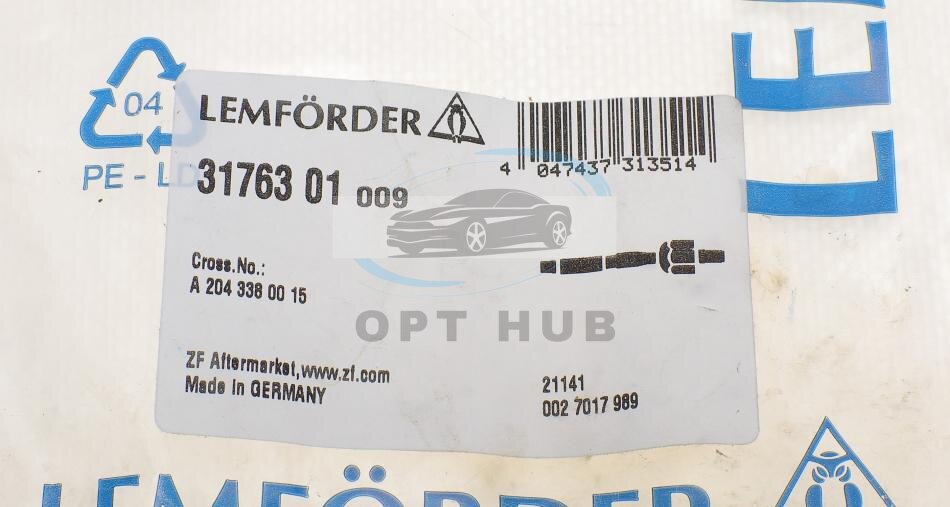 LEMFÖRDER
31763 01 009
4 047437 313514
Cross.No.:
A 204 338 00 15
OPT HUB
ZF Aftermarket,www.zf.com
Made in GERMANY
21141
002 7017 989
04
PE - LD
LE
LEMFÖRDER